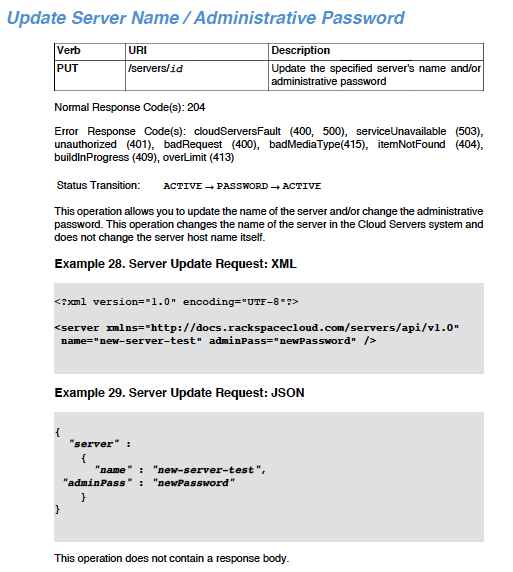 Update Server Name / Administrative Password
Verb URI Description
PUT /servers/id Update the specified server's name and/or
administrative password
Normal Response Code(s): 204
Error Response Code(s): cloudServersFault (400, 500), serviceUnavailable (503),
unauthorized (401), badRequest (400), badMediaType(415), itemNotFound (404),
buildInProgress (409), overLimit (413)
Status Transition: ACTIVE → PASSWORD → ACTIVE
This operation allows you to update the name of the server and/or change the administrative
password. This operation changes the name of the server in the Cloud Servers system and
does not change the server host name itself.
Example 28. Server Update Request: XML
<?xml version="1.0" encoding="UTF-8"?>
<server xmlns="http://docs.rackspacecloud.com/servers/api/v1.0"
name="new-server-test" adminPass="newPassword" />
Example 29. Server Update Request: JSON
{
"server" :
{
"name" : "new-server-test",
"adminPass" : "newPassword"
}
}
This operation does not contain a response body.